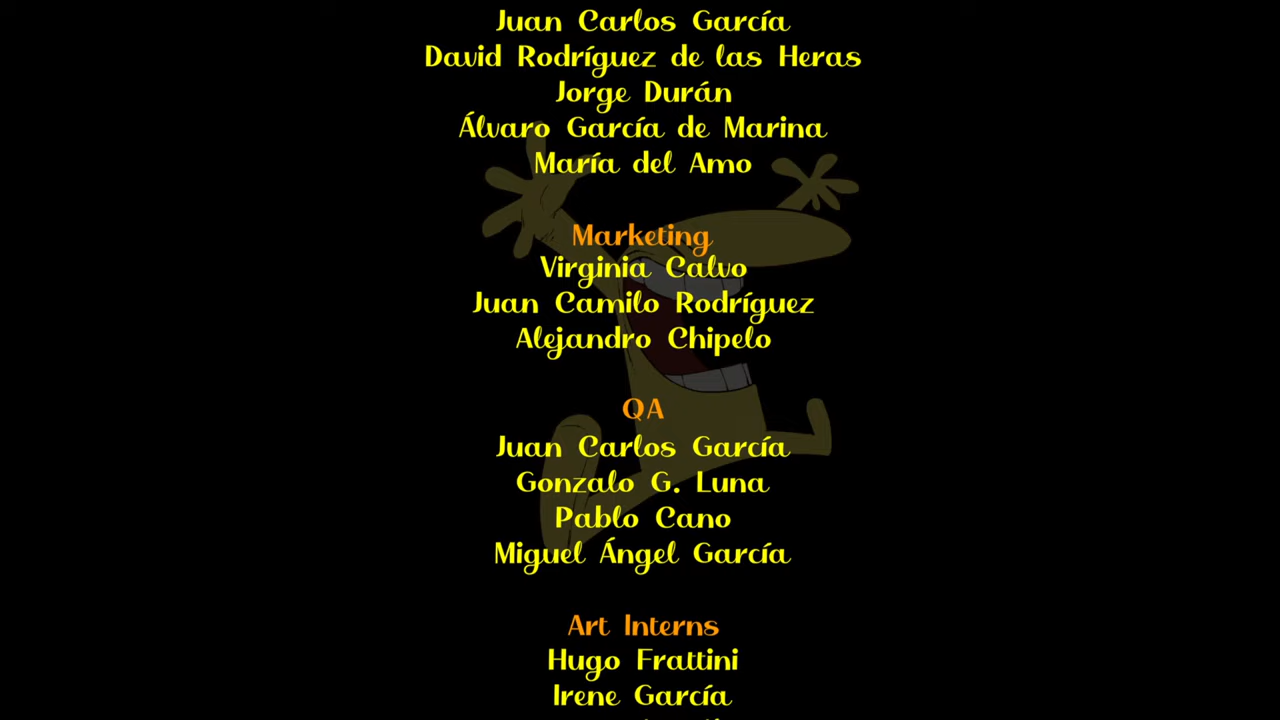 Juan Carlos García
David Rodríguez de las Heras
Jorge Durán
Álvaro García de Marina
María del Amo
Marketing
Virginia Calvo
Juan Camilo Rodríguez
Alejandro Chipelo
QA
Juan Carlos García
Gonzalo G. Luna
Pablo Cano
Miguel Ángel García
Art Interns
Hugo Frattini
Irene García